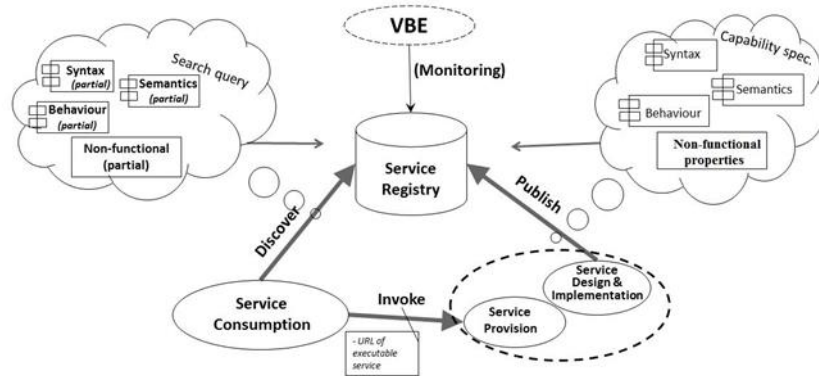 VBE
(Monitoring)
Search query
Syntax
(partial)
Semantics
(partial)
Behaviour
(partial)
Non-functional
(partial)
Capability spec.
Syntax
Semantics
Behaviour
Non-functional
properties
Service
Registry
Discover
Publish
Service
Consumption
Invoke
- URL of
executable
service
Service
Design &
Implementation
Service
Provision